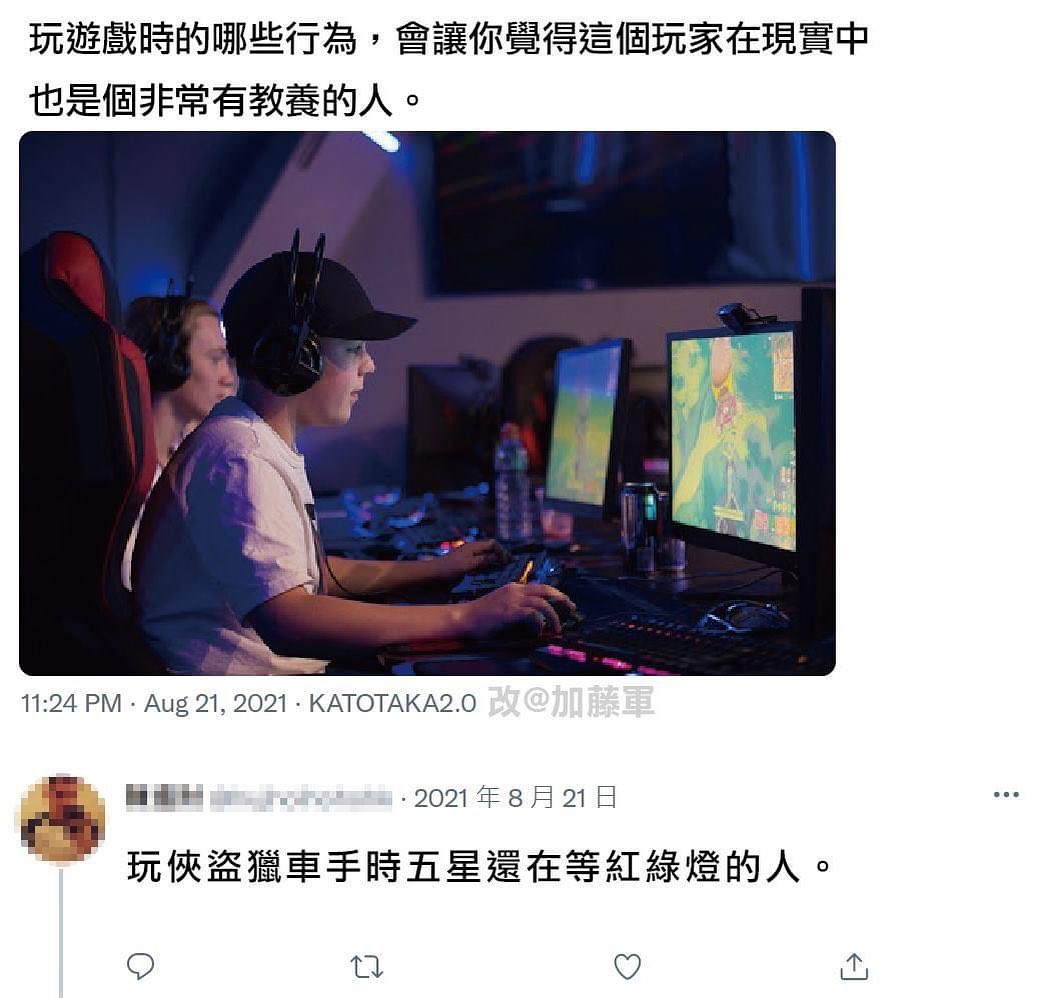 玩遊戲時的哪些行為，會讓你覺得這個玩家在現實中
也是個非常有教養的人。
11:24 PM · Aug 21, 2021 · KATOTAKA2.0 改@加藤軍
· 2021 年 8 月 21 日
玩俠盜獵車手時五星還在等紅綠燈的人。